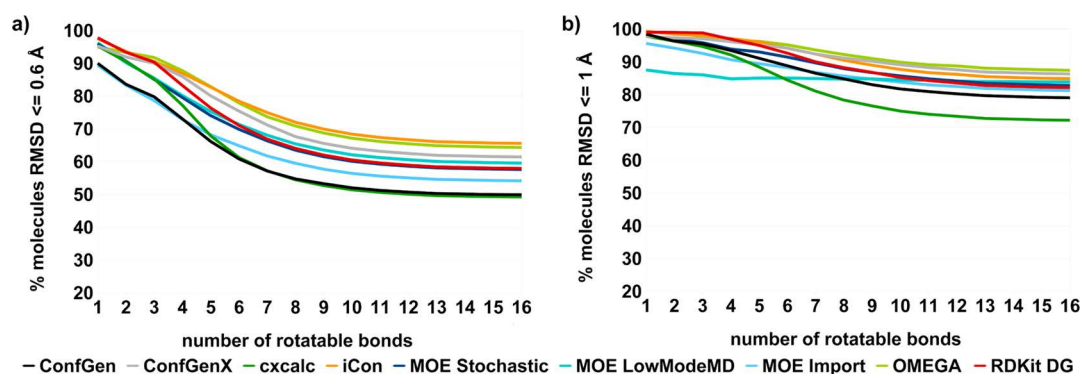 a)
% molecules RMSD <= 0.6 Å
100
90
80
70
60
50
40
30
20
1 2 3 4 5 6 7 8 9 10 11 12 13 14 15 16
number of rotatable bonds
b)
% molecules RMSD <= 1 Å
100
90
80
70
60
50
40
30
20
1 2 3 4 5 6 7 8 9 10 11 12 13 14 15 16
number of rotatable bonds
ConfGen ConfGenX cxcalc iCon MOE Stochastic MOE LowModeMD MOE Import OMEGA RDKit DG